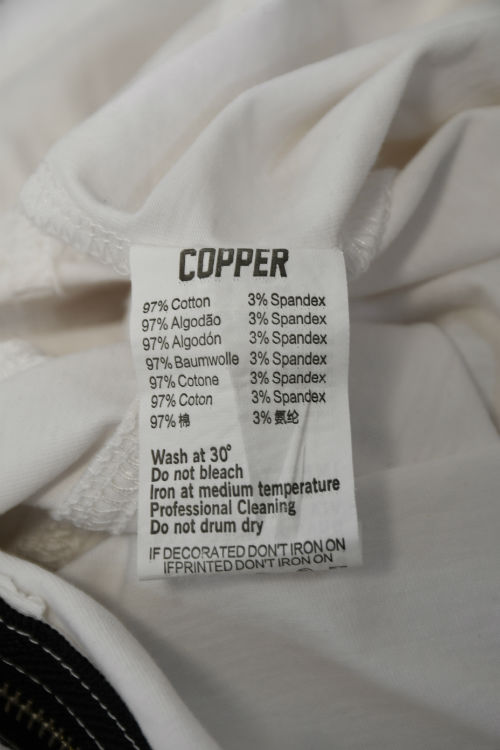 COPPER
97% Cotton 3% Spandex
97% Algodão 3% Spandex
97% Algodón 3% Spandex
97% Baumwolle 3% Spandex
97% Cotone 3% Spandex
97% Coton 3% Spandex
97% 棉 3% 氨纶
Wash at 30°
Do not bleach
Iron at medium temperature
Professional Cleaning
Do not drum dry
IF DECORATED DON'T IRON ON
IFPRINTED DON'T IRON ON